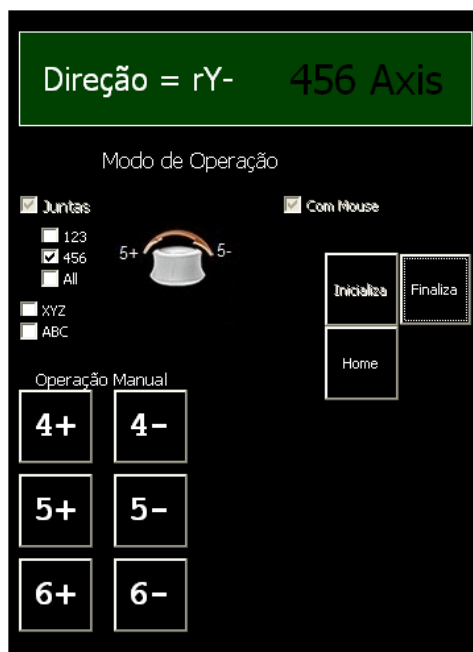 Direção = rY- 456 Axis
Modo de Operação
Juntas
Com Mouse
123
456
All
5+ 5-
XYZ
ABC
Inicializa Finaliza
Home
Operação Manual
4+ 4-
5+ 5-
6+ 6-